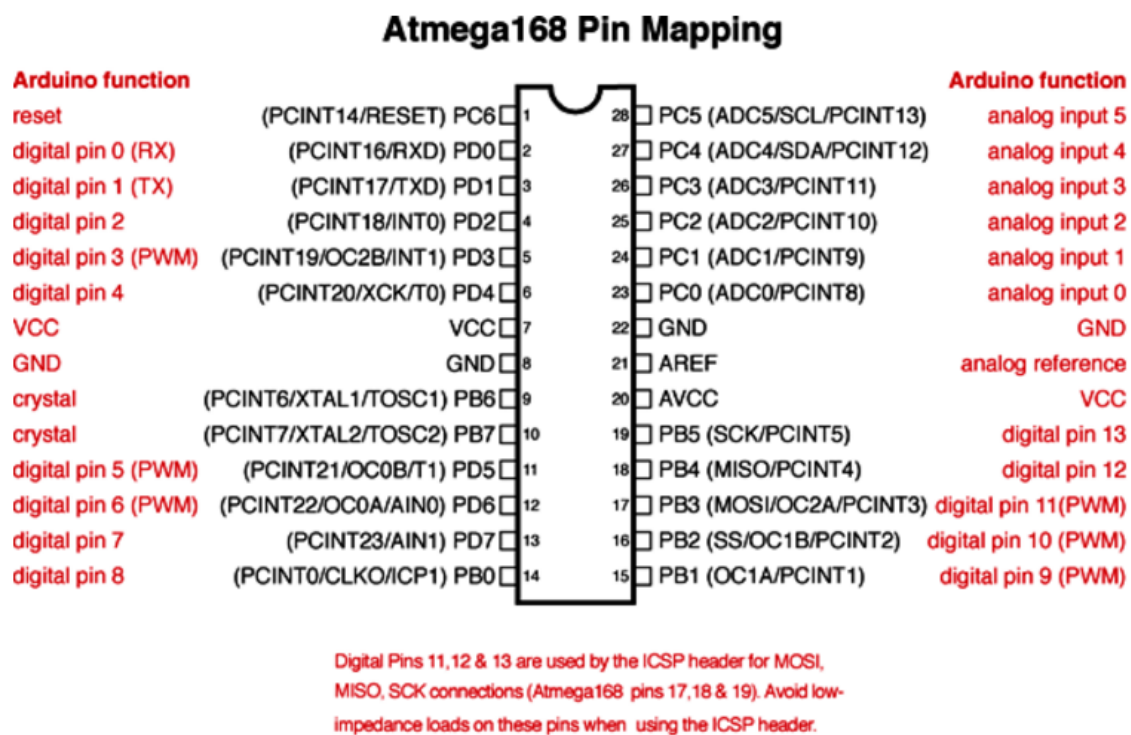 Atmega168 Pin Mapping
Arduino function Arduino function
reset (PCINT14/RESET) PC6 1 28 PC5 (ADC5/SCL/PCINT13) analog input 5
digital pin 0 (RX) (PCINT16/RXD) PD0 2 27 PC4 (ADC4/SDA/PCINT12) analog input 4
digital pin 1 (TX) (PCINT17/TXD) PD1 3 26 PC3 (ADC3/PCINT11) analog input 3
digital pin 2 (PCINT18/INT0) PD2 4 25 PC2 (ADC2/PCINT10) analog input 2
digital pin 3 (PWM) (PCINT19/OC2B/INT1) PD3 5 24 PC1 (ADC1/PCINT9) analog input 1
digital pin 4 (PCINT20/XCK/T0) PD4 6 23 PC0 (ADC0/PCINT8) analog input 0
VCC VCC 7 22 GND GND
GND GND 8 21 AREF analog reference
crystal (PCINT6/XTAL1/TOSC1) PB6 9 20 AVCC VCC
crystal (PCINT7/XTAL2/TOSC2) PB7 10 19 PB5 (SCK/PCINT5) digital pin 13
digital pin 5 (PWM) (PCINT21/OC0B/T1) PD5 11 18 PB4 (MISO/PCINT4) digital pin 12
digital pin 6 (PWM) (PCINT22/OC0A/AIN0) PD6 12 17 PB3 (MOSI/OC2A/PCINT3) digital pin 11(PWM)
digital pin 7 (PCINT23/AIN1) PD7 13 16 PB2 (SS/OC1B/PCINT2) digital pin 10 (PWM)
digital pin 8 (PCINT0/CLKO/ICP1) PB0 14 15 PB1 (OC1A/PCINT1) digital pin 9 (PWM)
Digital Pins 11,12 & 13 are used by the ICSP header for MOSI,
MISO, SCK connections (Atmega168 pins 17,18 & 19). Avoid low-
impedance loads on these pins when using the ICSP header.